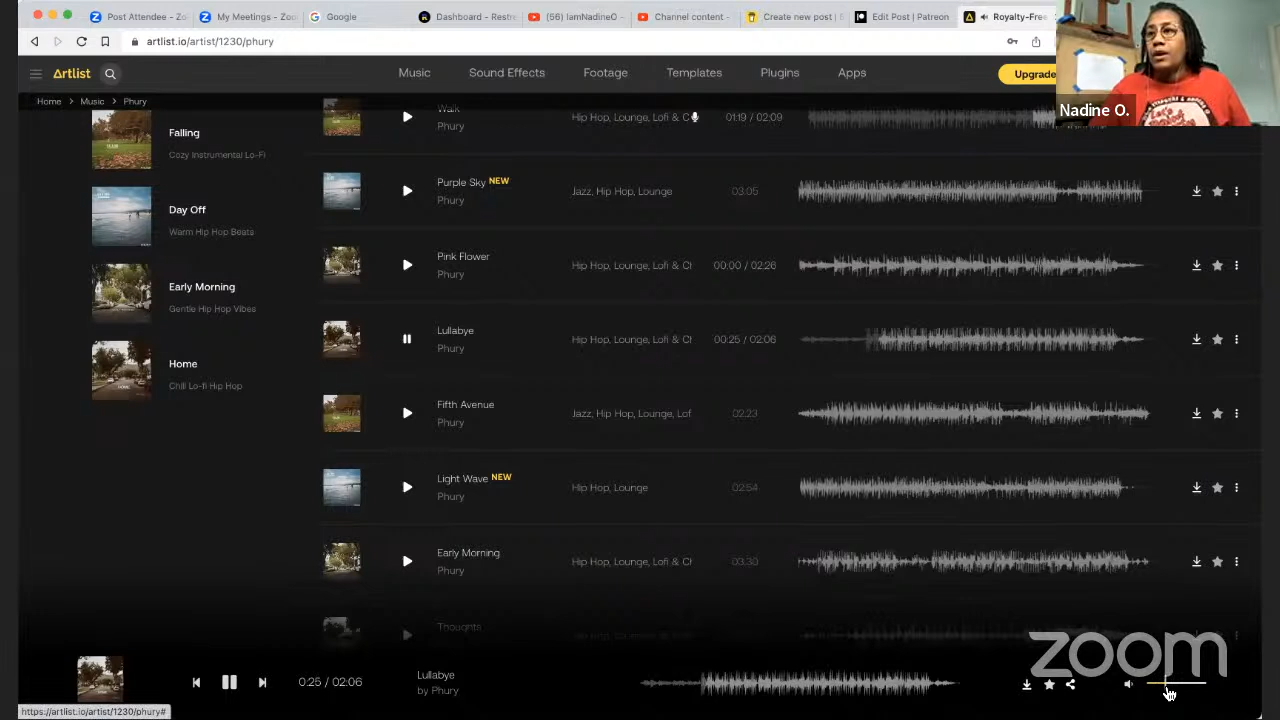 Post Attendee - Zo
My Meetings - Zoo
Google
Dashboard - Restre
(56) IamNadineO -
Channel content -
Create new post | B
Edit Post | Patreon
Royalty-Free
artlist.io/artist/1230/phury
Artlist
Music
Sound Effects
Footage
Templates
Plugins
Apps
Upgrade
Nadine O.
Home > Music > Phury
Falling
Cozy Instrumental Lo-Fi
Day Off
Warm Hip Hop Beats
Early Morning
Gentle Hip Hop Vibes
Home
Chill Lo-fi Hip Hop
Walk
Phury
Hip Hop, Lounge, Lofi & C
01:19 / 02:09
Purple Sky NEW
Phury
Jazz, Hip Hop, Lounge
03:05
Pink Flower
Phury
Hip Hop, Lounge, Lofi & Ch
00:00 / 02:26
Lullabye
Phury
Hip Hop, Lounge, Lofi & Ch
00:25 / 02:06
Fifth Avenue
Phury
Jazz, Hip Hop, Lounge, Lof
02:23
Light Wave NEW
Phury
Hip Hop, Lounge
02:54
Early Morning
Phury
Hip Hop, Lounge, Lofi & Ch
03:30
Thoughts
zoom
0:25 / 02:06
Lullabye
by Phury
https://artlist.io/artist/1230/phury#